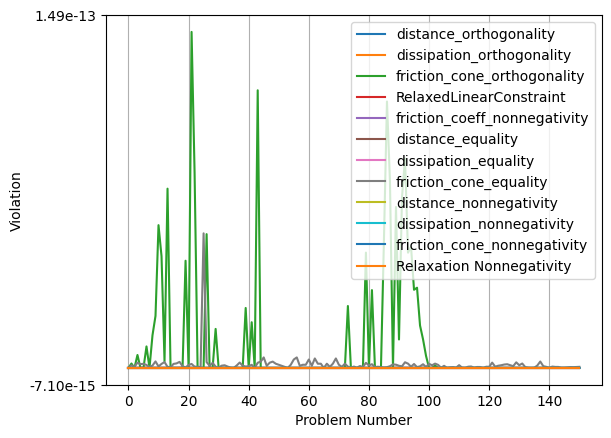 1.49e-13
-7.10e-15
Violation
0 20 40 60 80 100 120 140
Problem Number
distance_orthogonality
dissipation_orthogonality
friction_cone_orthogonality
RelaxedLinearConstraint
friction_coeff_nonnegativity
distance_equality
dissipation_equality
friction_cone_equality
distance_nonnegativity
dissipation_nonnegativity
friction_cone_nonnegativity
Relaxation Nonnegativity